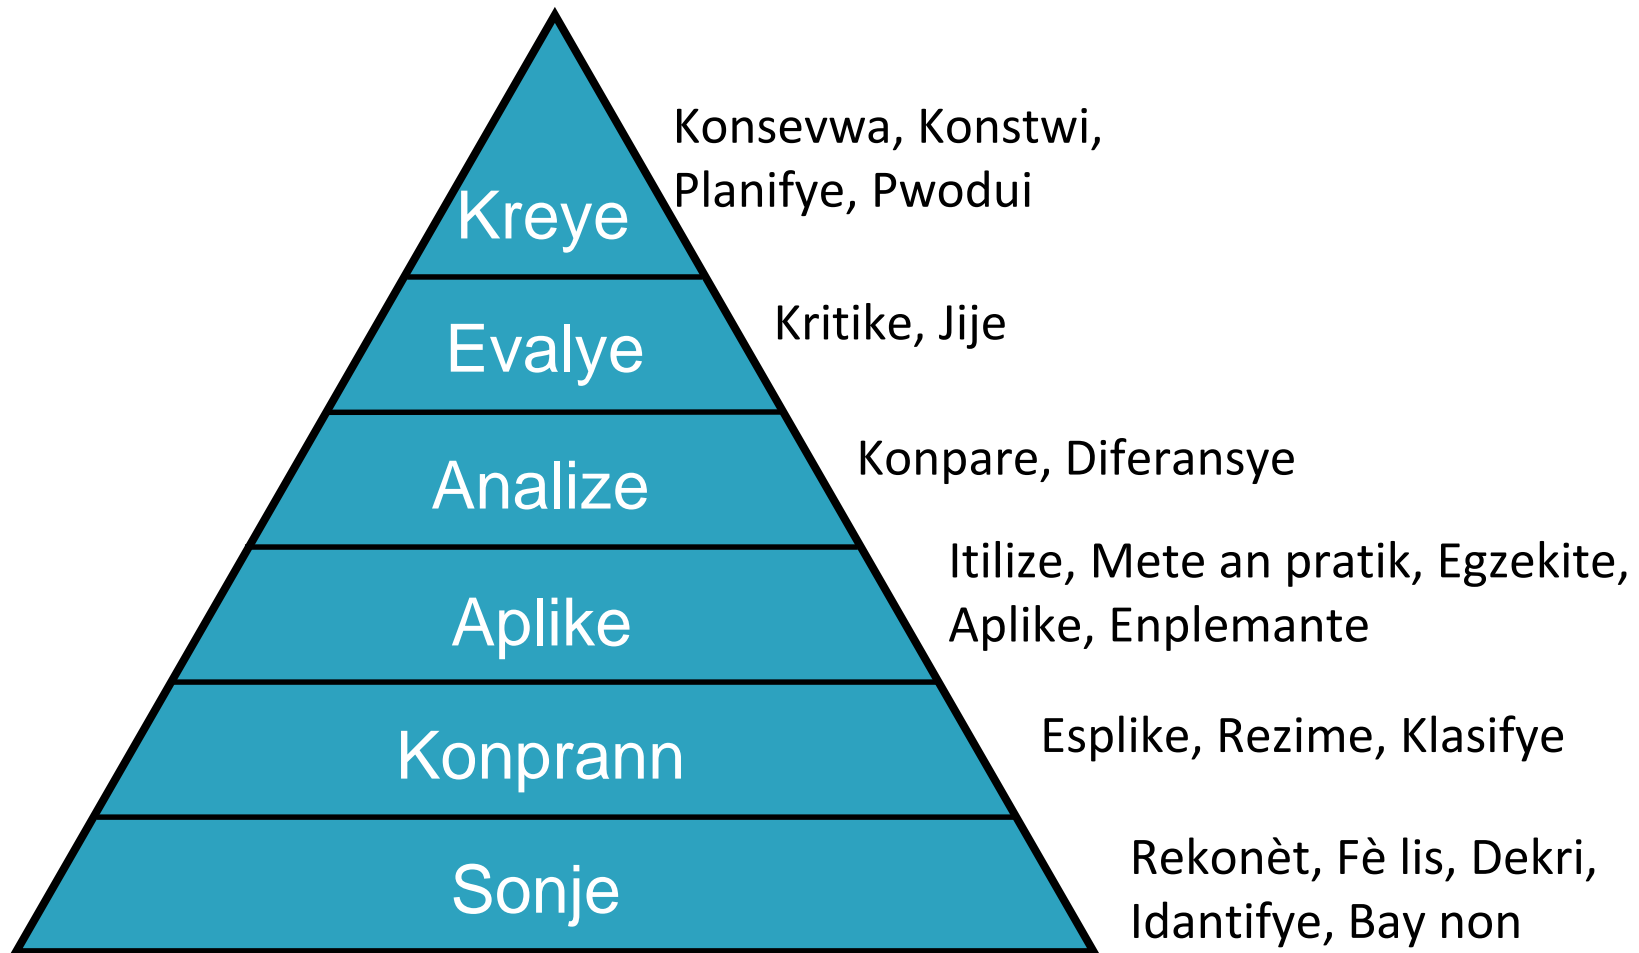 Konsevwa, Konstwi,
Planifye, Pwodui
Kreye
Kritike, Jije
Evalye
Konpare, Diferansye
Analize
Itilize, Mete an pratik, Egzekite,
Aplike, Enplemante
Aplike
Esplike, Rezime, Klasifye
Konprann
Rekonèt, Fè lis, Dekri,
Idantifye, Bay non
Sonje